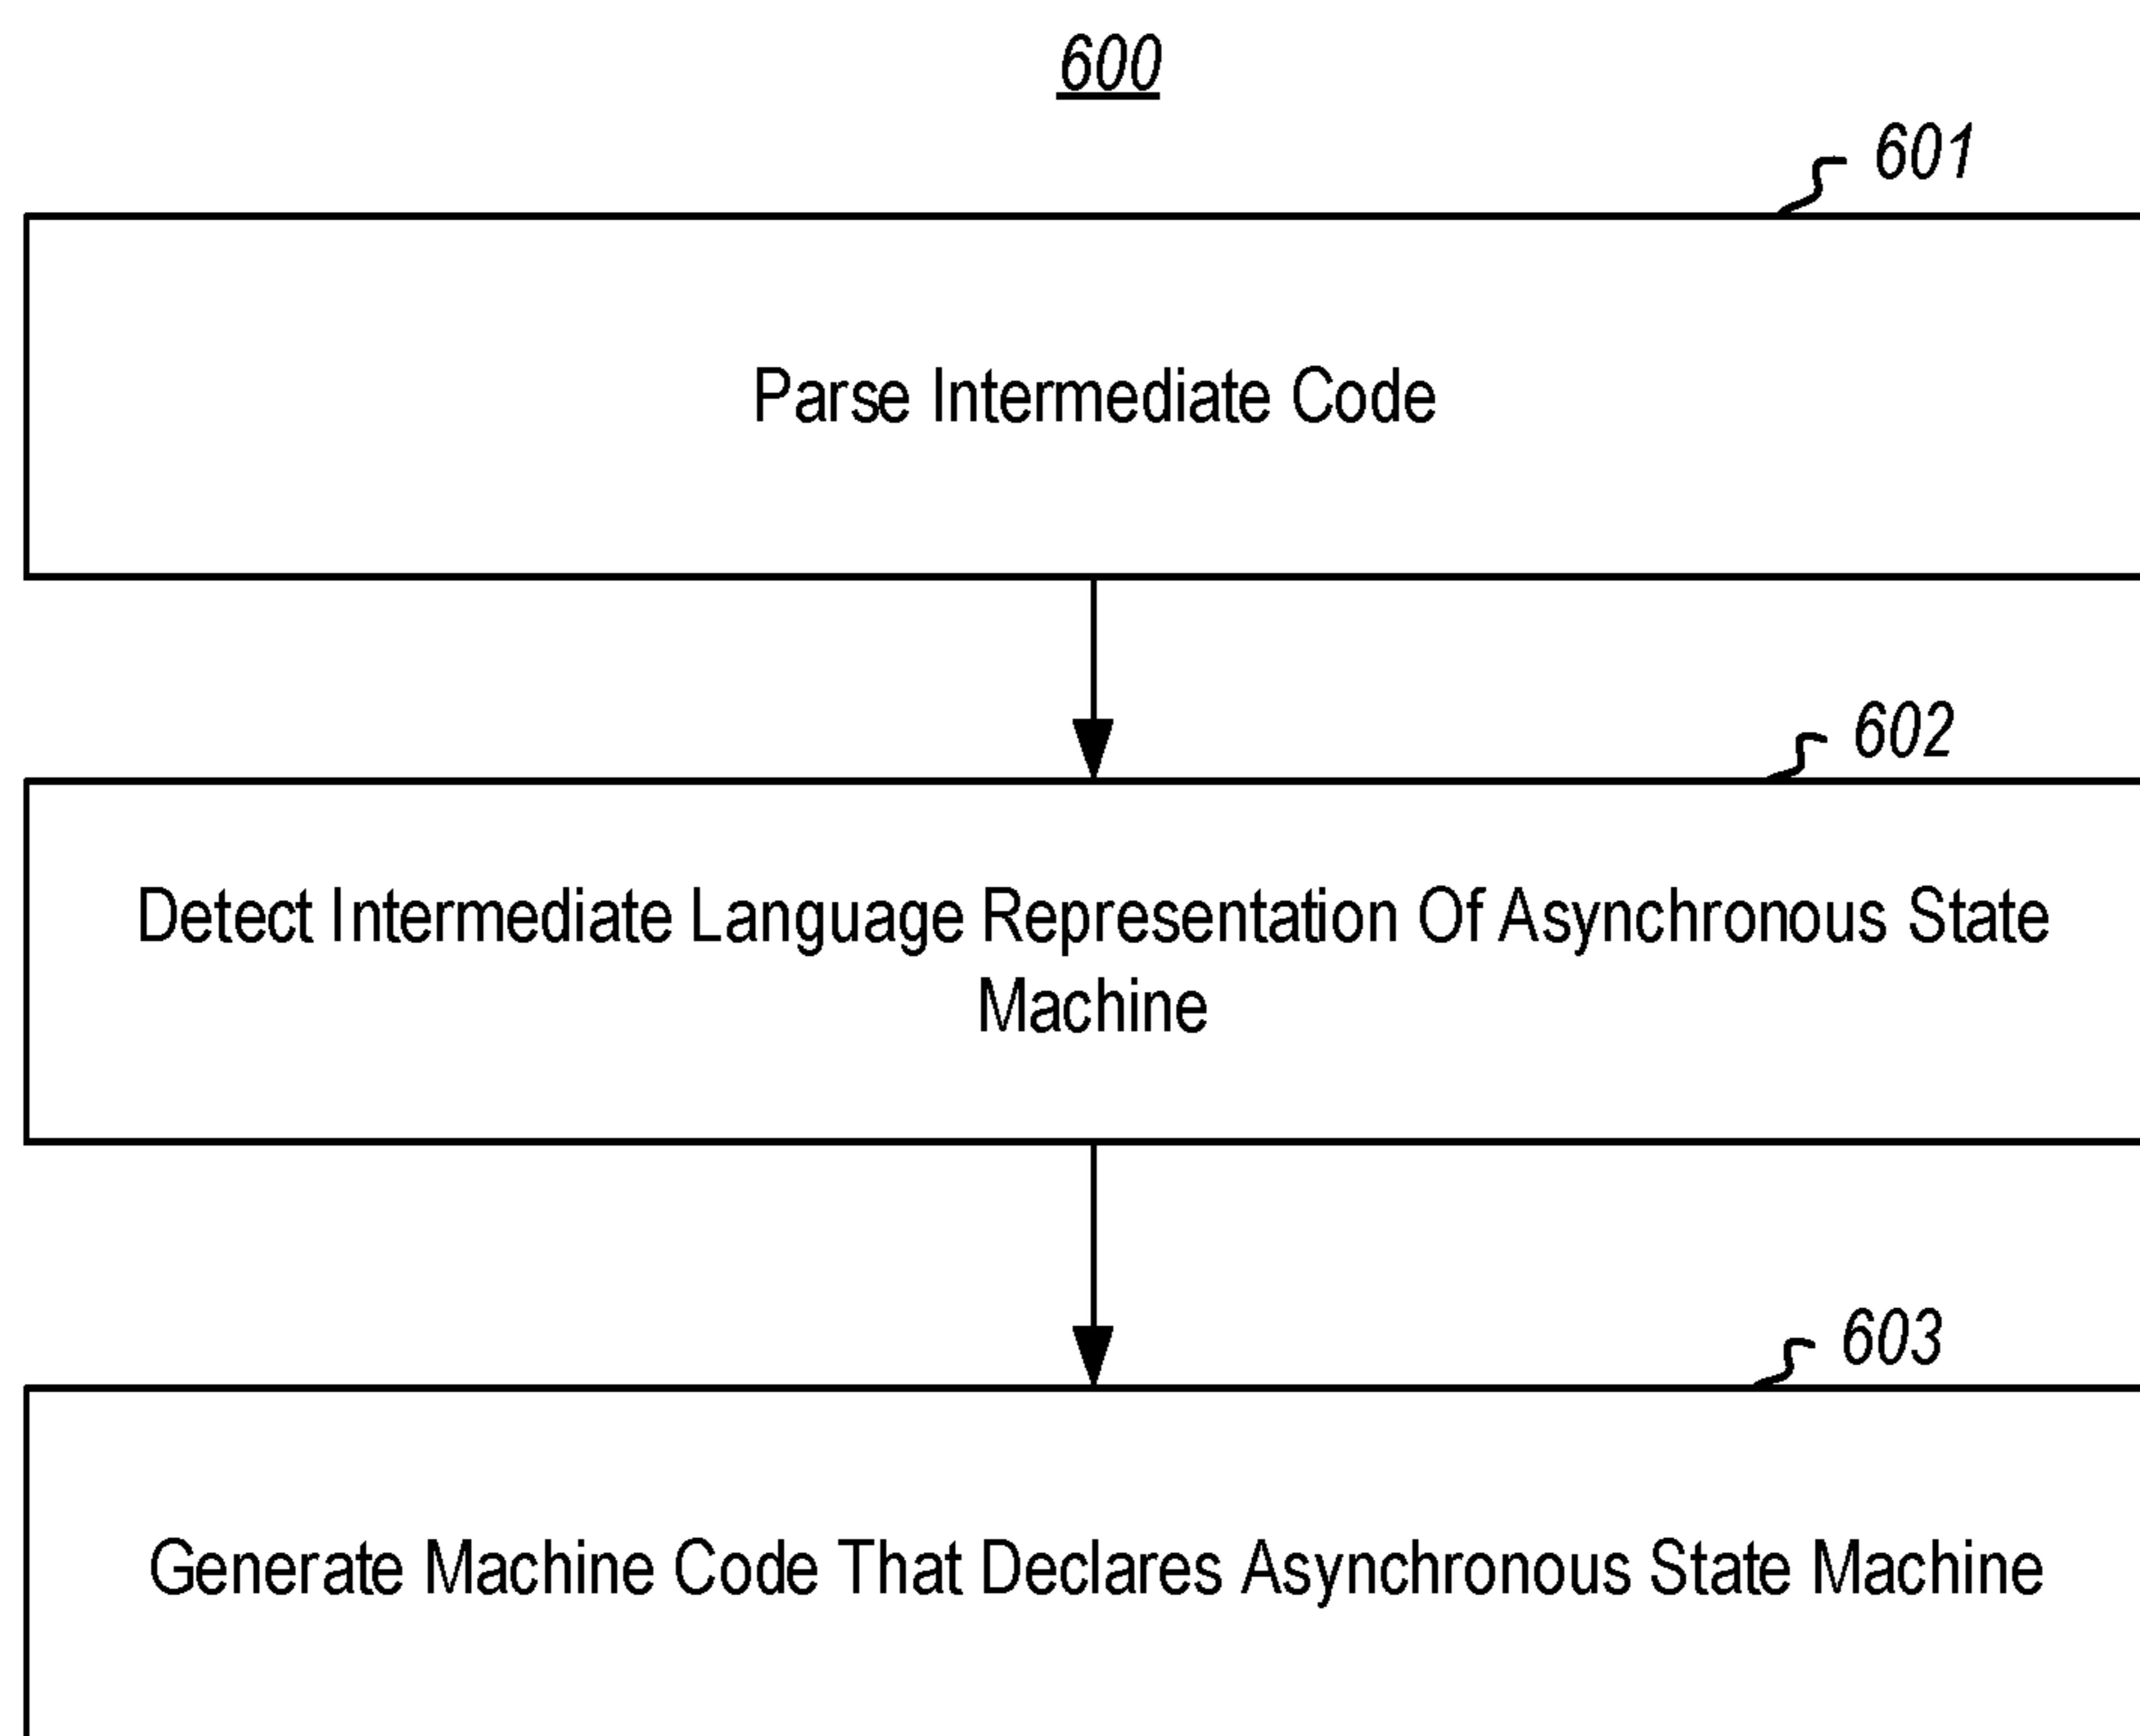 600
601
Parse Intermediate Code
602
Detect Intermediate Language Representation Of Asynchronous State
Machine
603
Generate Machine Code That Declares Asynchronous State Machine